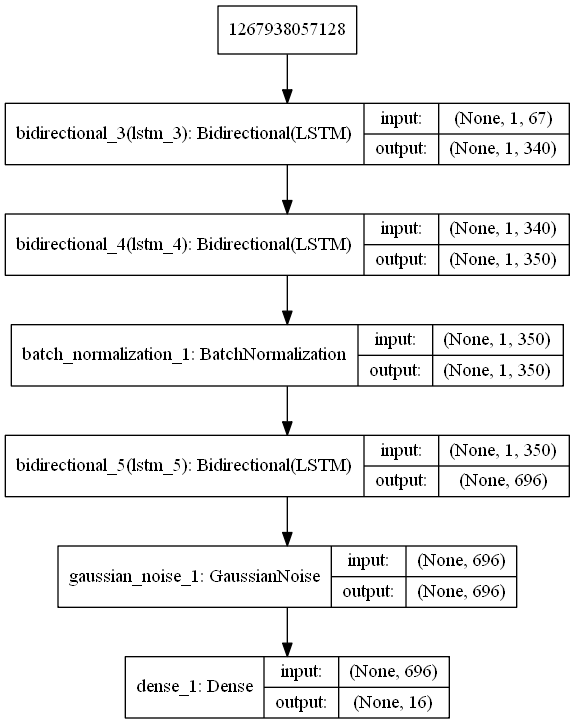 1267938057128
bidirectional_3(lstm_3): Bidirectional(LSTM)
input: (None, 1, 67)
output: (None, 1, 340)
bidirectional_4(lstm_4): Bidirectional(LSTM)
input: (None, 1, 340)
output: (None, 1, 350)
batch_normalization_1: BatchNormalization
input: (None, 1, 350)
output: (None, 1, 350)
bidirectional_5(lstm_5): Bidirectional(LSTM)
input: (None, 1, 350)
output: (None, 696)
gaussian_noise_1: GaussianNoise
input: (None, 696)
output: (None, 696)
dense_1: Dense
input: (None, 696)
output: (None, 16)